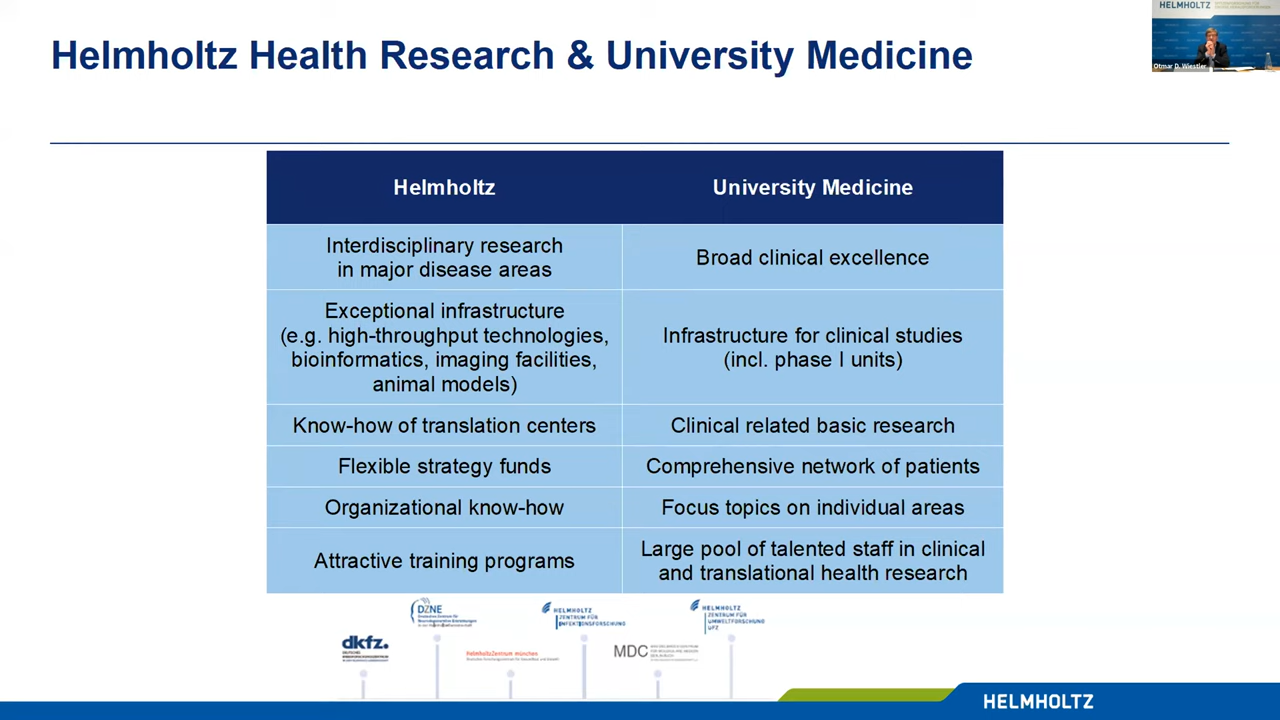 Helmholtz Health Research & University Medicine
HELMHOLTZ
Otmar D. Wiestler
Helmholtz
University Medicine
Interdisciplinary research
in major disease areas
Broad clinical excellence
Exceptional infrastructure
(e.g. high-throughput technologies,
bioinformatics, imaging facilities,
animal models)
Infrastructure for clinical studies
(incl. phase I units)
Know-how of translation centers
Clinical related basic research
Flexible strategy funds
Comprehensive network of patients
Organizational know-how
Focus topics on individual areas
Attractive training programs
Large pool of talented staff in clinical
and translational health research
DZNE
HELMHOLTZ
ZENTRUM FÜR
INFEKTIONSFORSCHUNG
HELMHOLTZ
ZENTRUM FÜR
UMWELTFORSCHUNG
UFZ
dkfz.
HelmholtzZentrum münchen
MDC
HELMHOLTZ